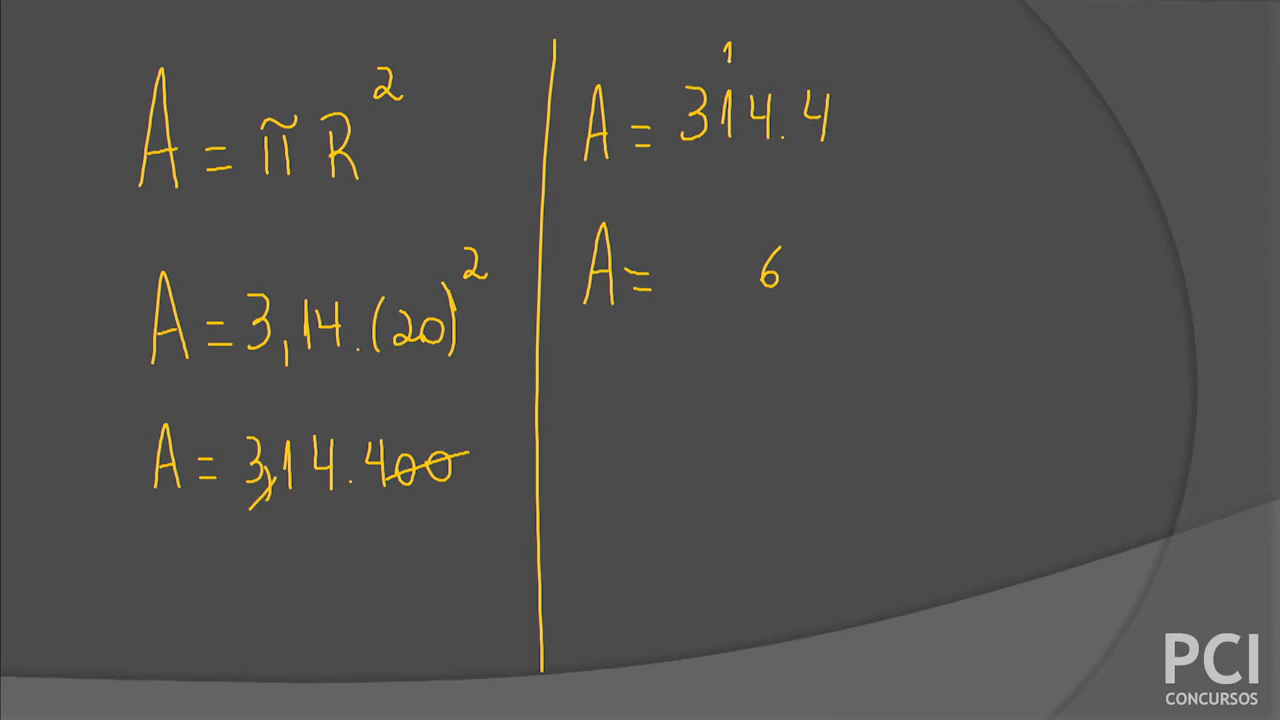 A = π R²
A = 3,14 . (20)²
A = 3,14 . 400
1
A = 314 . 4
A = 6
PCI
CONCURSOS